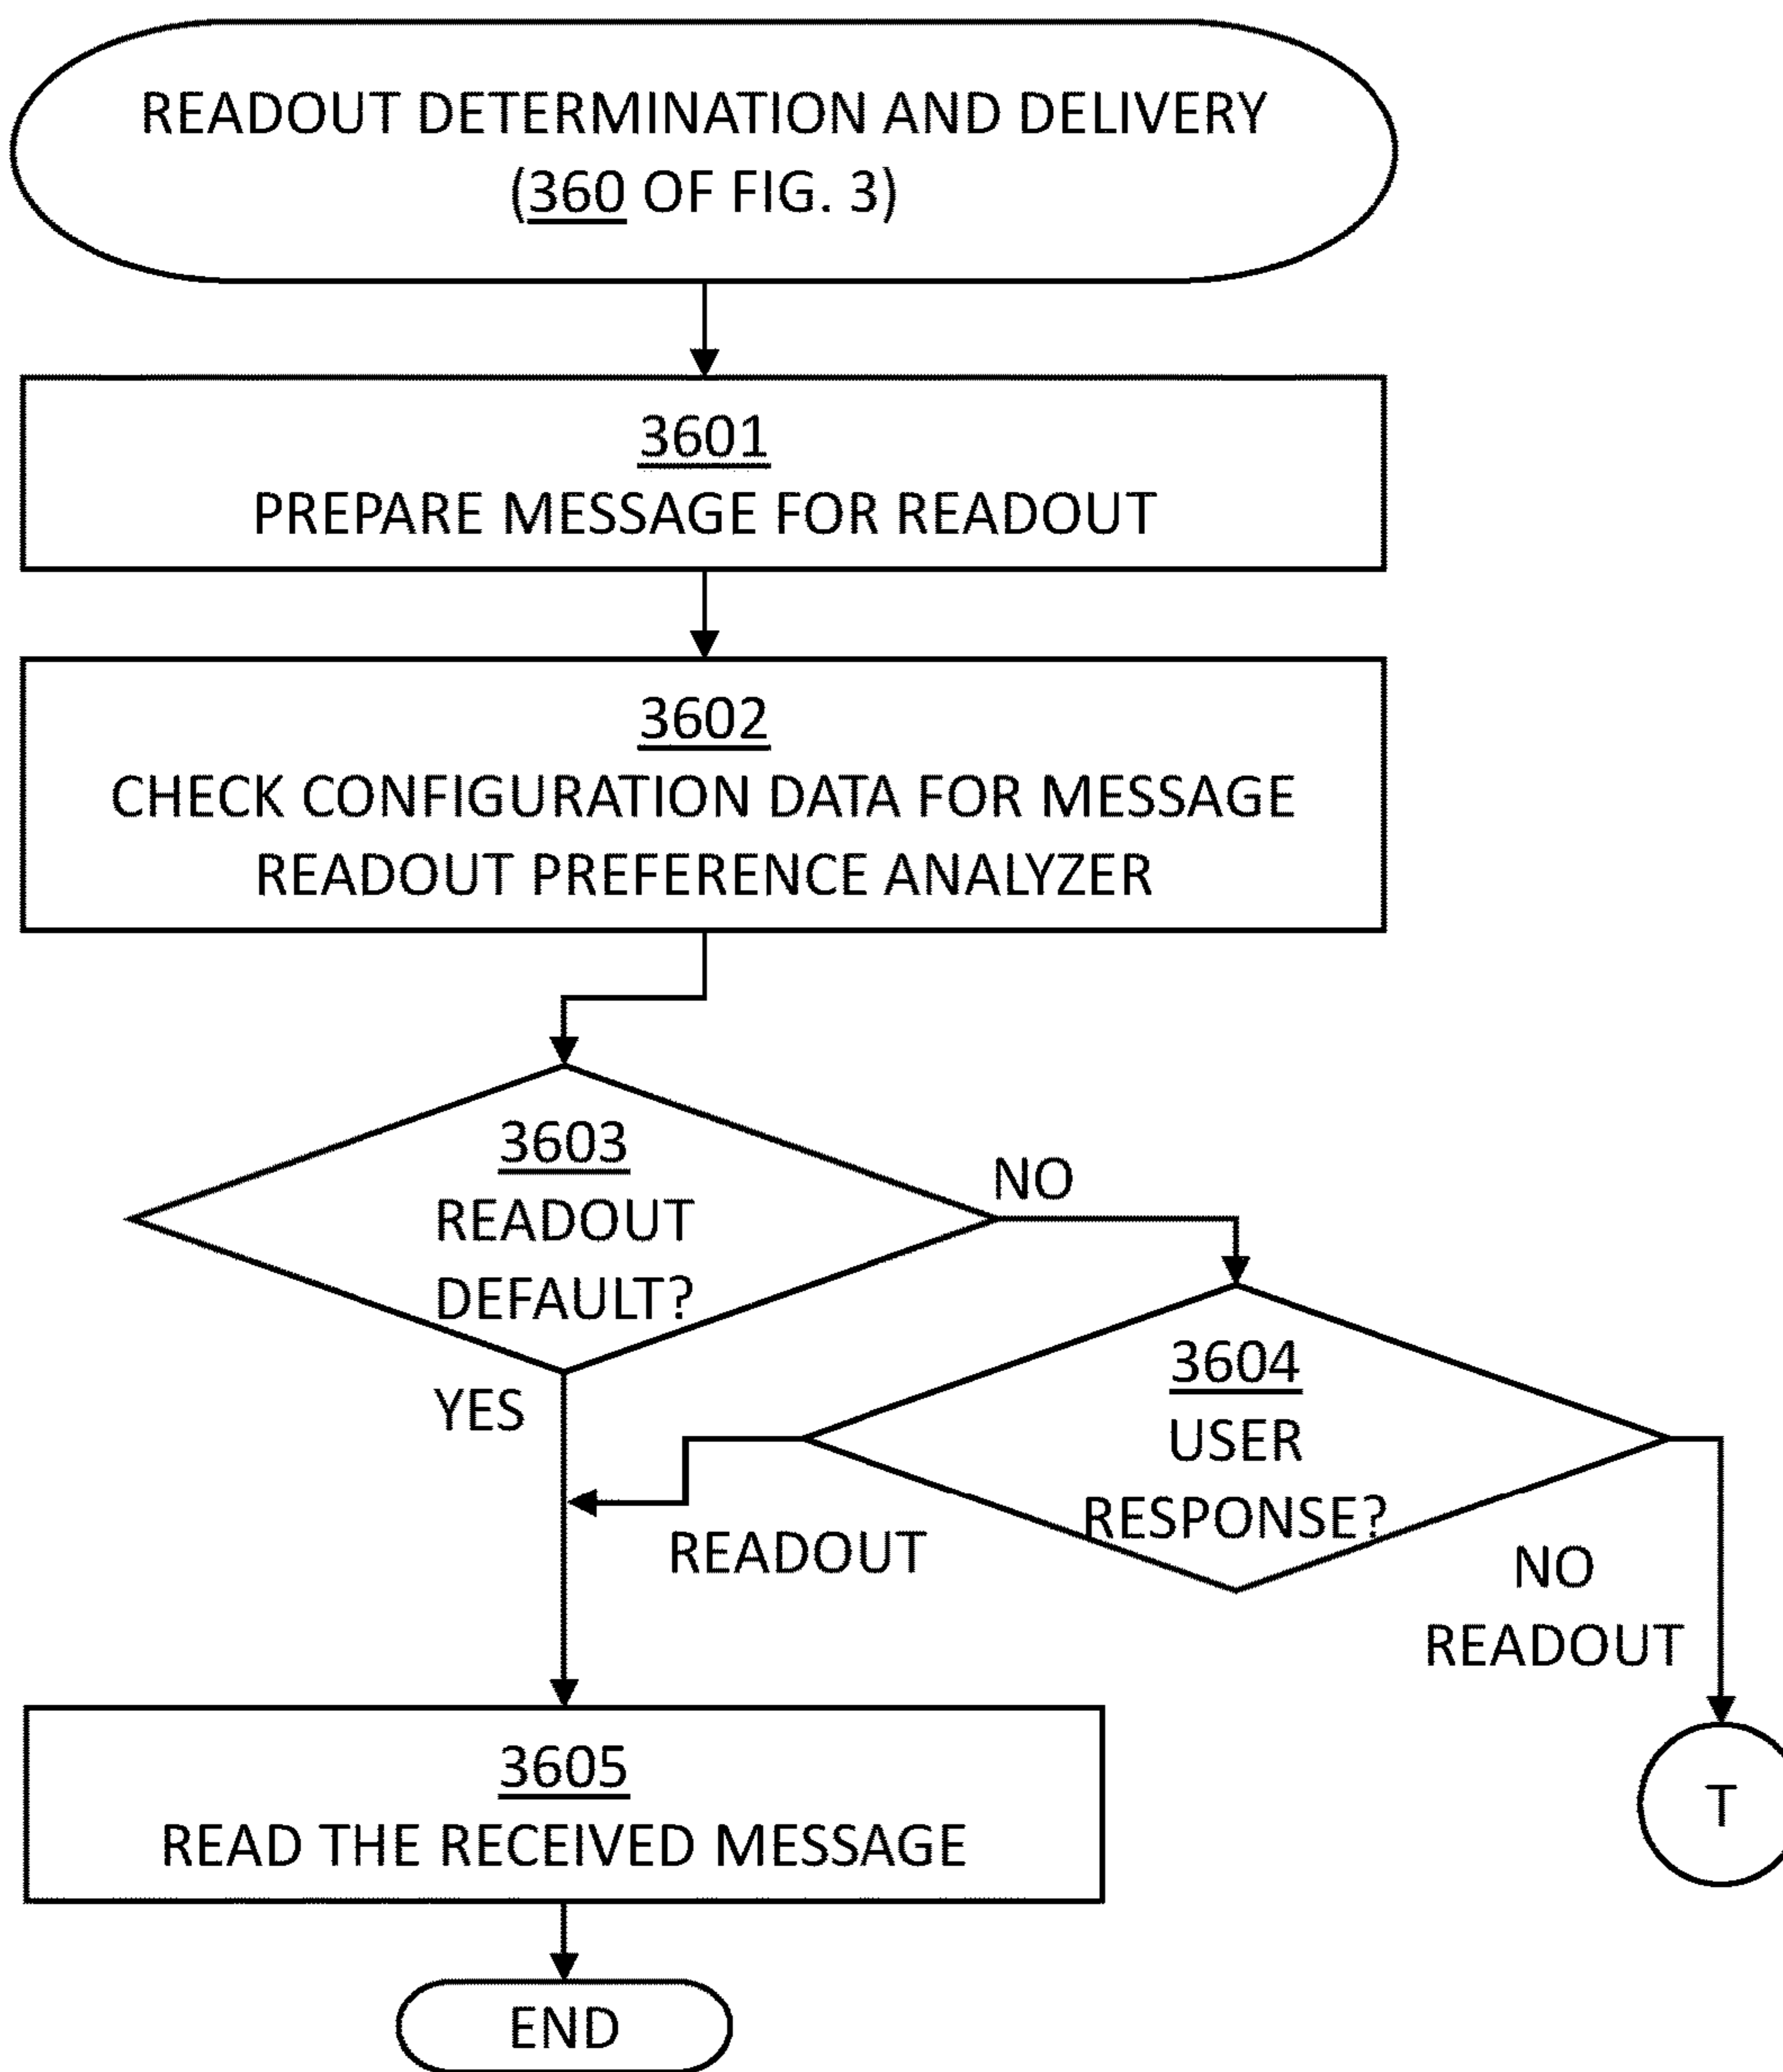 READOUT DETERMINATION AND DELIVERY
(360 OF FIG. 3)
3601
PREPARE MESSAGE FOR READOUT
3602
CHECK CONFIGURATION DATA FOR MESSAGE
READOUT PREFERENCE ANALYZER
3603
READOUT
DEFAULT?
NO
YES
3604
USER
RESPONSE?
READOUT
NO
READOUT
3605
READ THE RECEIVED MESSAGE
T
END